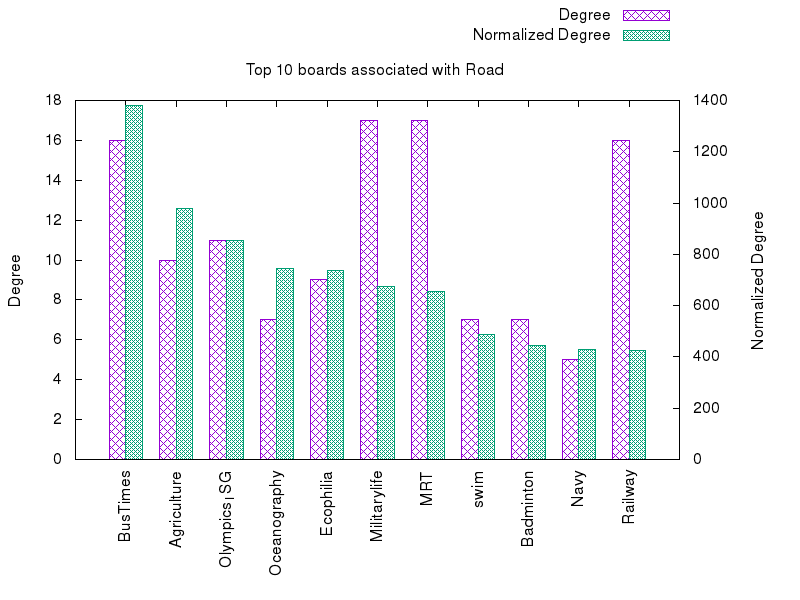 Degree
Normalized Degree
Top 10 boards associated with Road
18
16
14
12
10
8
6
4
2
0
1400
1200
1000
800
600
400
200
0
Degree
Normalized Degree
BusTimes
Agriculture
Olympics_SG
Oceanography
Ecophilia
Militarylife
MRT
swim
Badminton
Navy
Railway